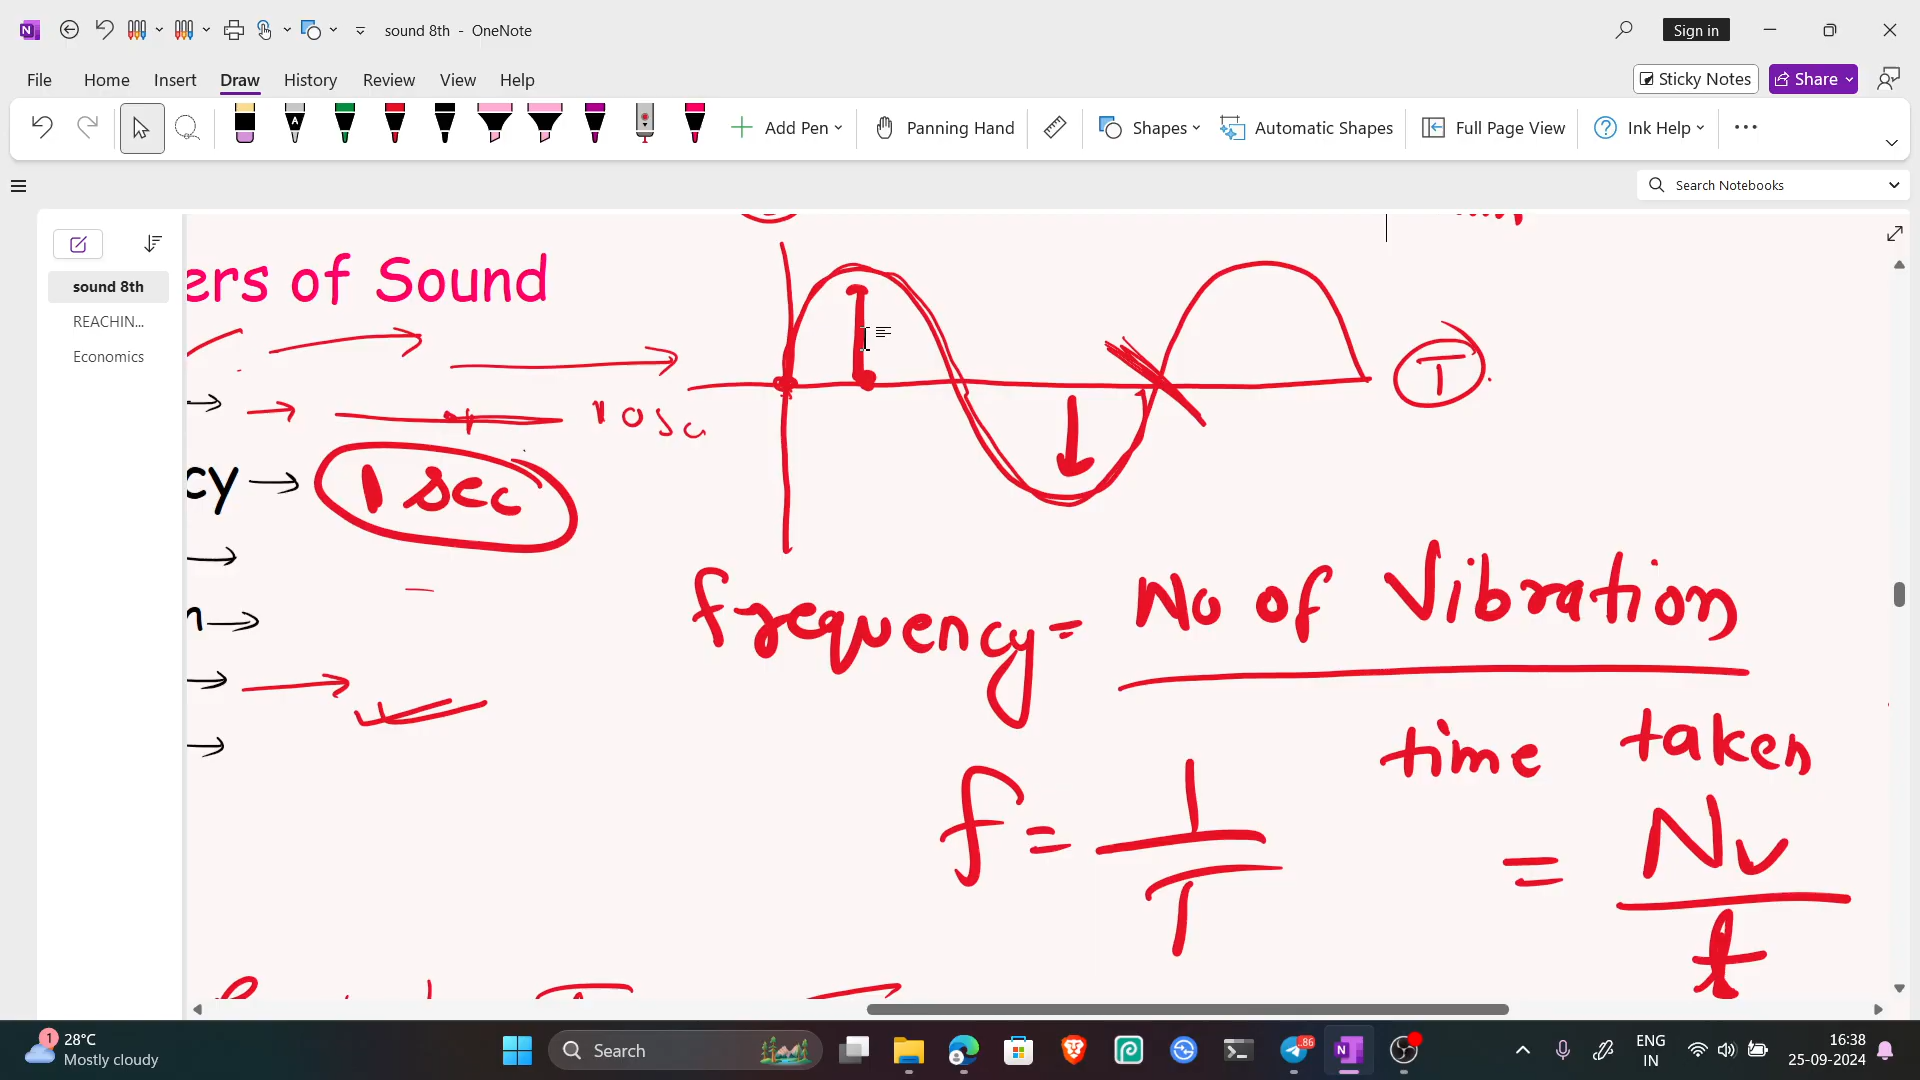 sound 8th - OneNote
Sign in
File Home Insert Draw History Review View Help
Sticky Notes Share
Add Pen Panning Hand Shapes Automatic Shapes Full Page View Ink Help
Search Notebooks
sound 8th
REACHIN...
Economics
ers of Sound
T
cy → 1 sec
frequency = No of Vibration
time taken
f = 1
T
= Nv
t
1
28°C
Mostly cloudy
Search
.86
ENG
IN
16:38
25-09-2024